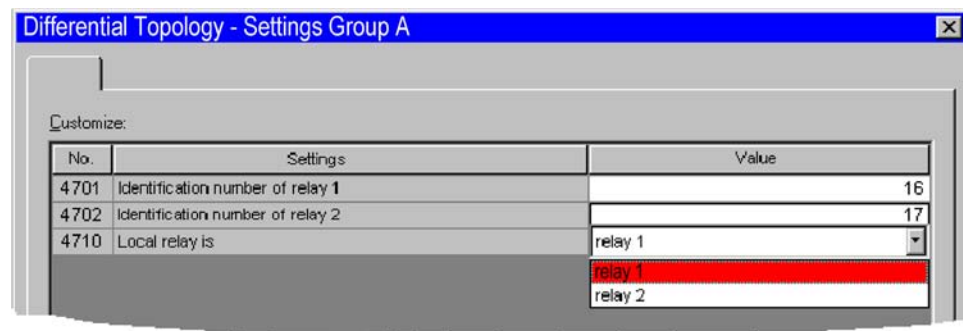 Differential Topology - Settings Group A
Customize:
No. Settings Value
4701 Identification number of relay 1 16
4702 Identification number of relay 2 17
4710 Local relay is relay 1
relay 1
relay 2